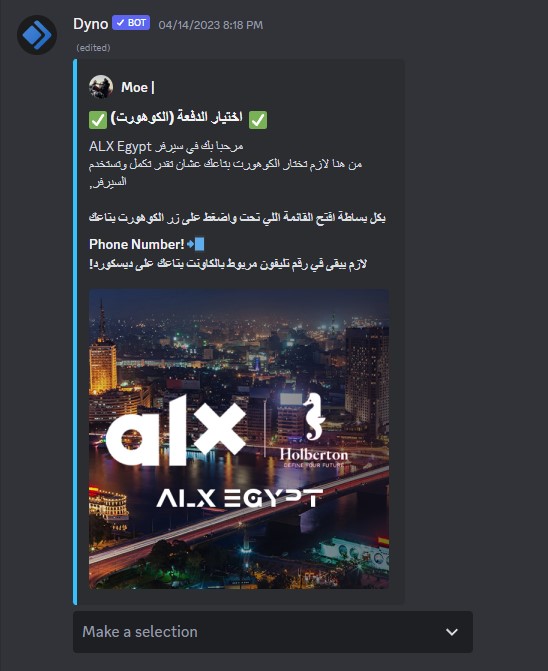 Dyno BOT 04/14/2023 8:18 PM
(edited)
Moe |
✅ اختيار الدفعة (الكوهورت) ✅
مرحبا بك في سيرفر ALX Egypt
من هنا لازم تختار الكوهورت بتاعك عشان تقدر تكمل وتستخدم
السيرفر,
بكل بساطة افتح القائمة اللي تحت واضغط على زر الكوهورت بتاعك
Phone Number! 📲
لازم يبقى في رقم تليفون مربوط بالكاونت بتاعك على ديسكورد!
alx
Holberton
DEFINE YOUR FUTURE
ALX EGYPT
Make a selection